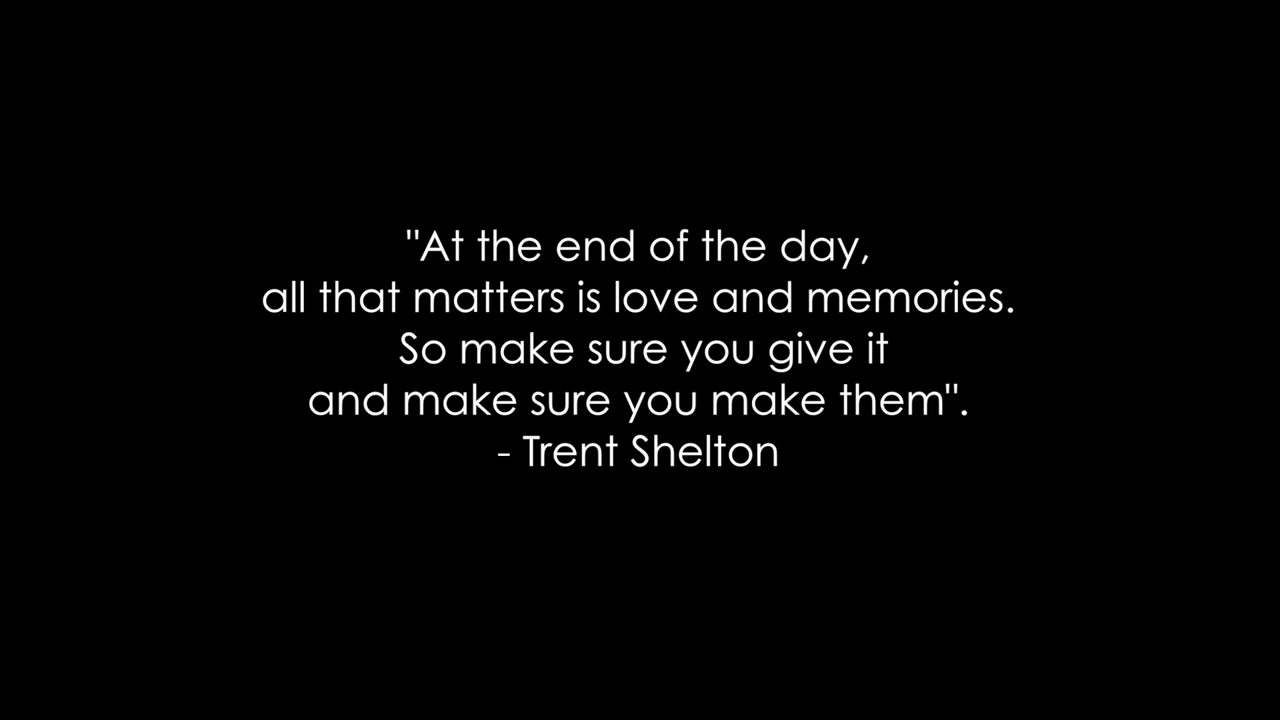 "At the end of the day,
all that matters is love and memories.
So make sure you give it
and make sure you make them".
- Trent Shelton